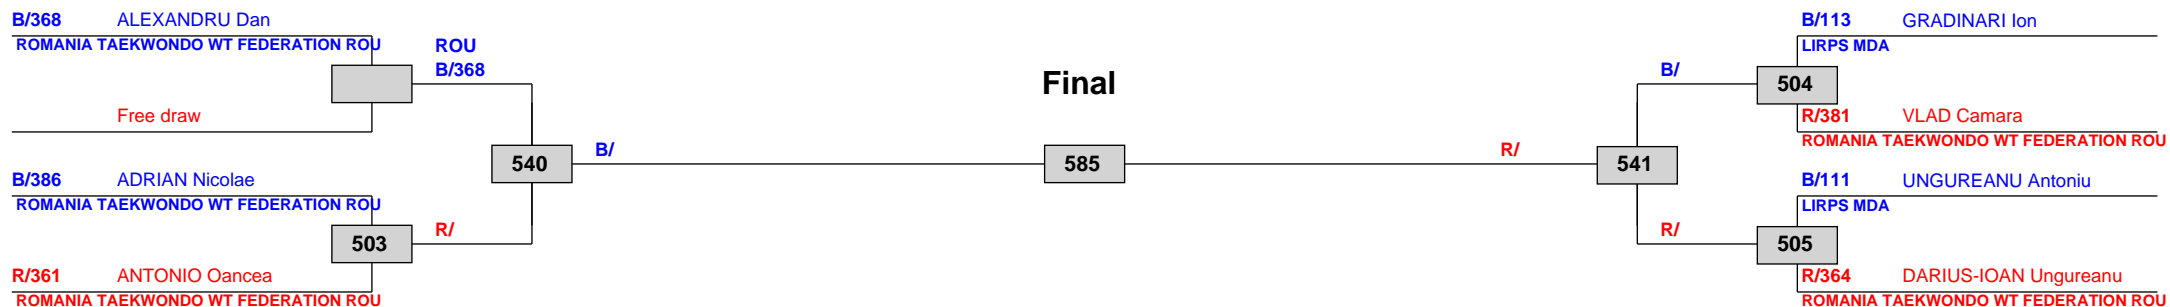 B/368 ALEXANDRU Dan
ROMANIA TAEKWONDO WT FEDERATION ROU
ROU
B/368
Free draw
B/386 ADRIAN Nicolae
ROMANIA TAEKWONDO WT FEDERATION ROU
503
R/
R/361 ANTONIO Oancea
ROMANIA TAEKWONDO WT FEDERATION ROU
540
B/
Final
585
R/
541
B/
R/
B/113 GRADINARI Ion
LIRPS MDA
504
R/381 VLAD Camara
ROMANIA TAEKWONDO WT FEDERATION ROU
B/111 UNGUREANU Antoniu
LIRPS MDA
505
R/364 DARIUS-IOAN Ungureanu
ROMANIA TAEKWONDO WT FEDERATION ROU